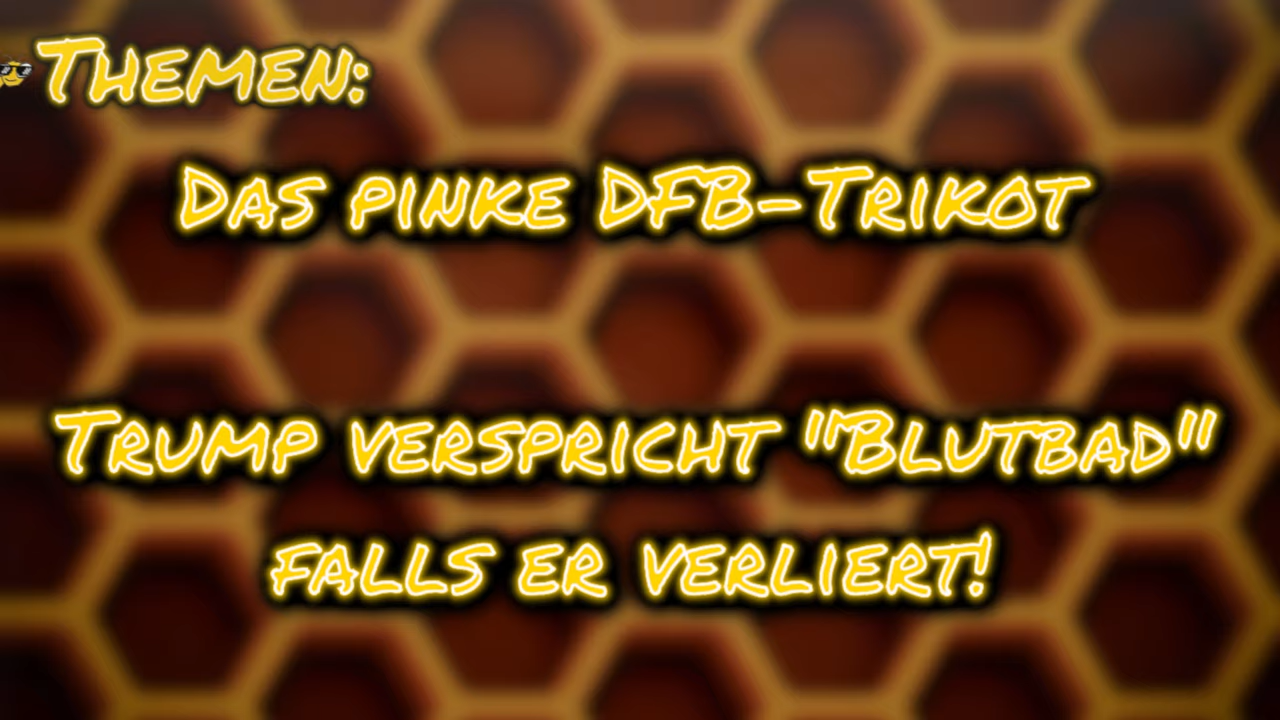 Themen:
Das pinke DFB-Trikot
Trump verspricht "Blutbad"
falls er verliert!